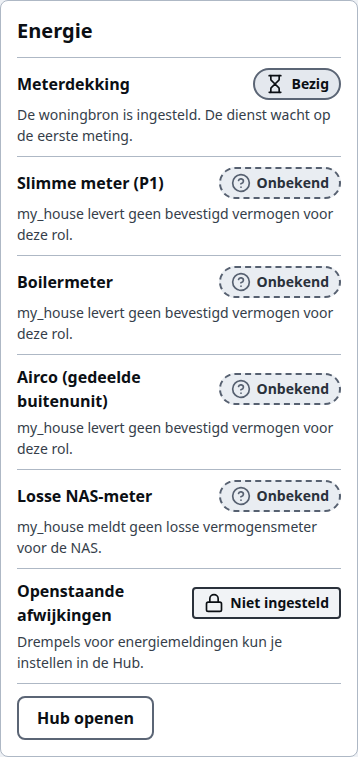 Energie
Meterdekking
Bezig
De woningbron is ingesteld. De dienst wacht op
de eerste meting.
Slimme meter (P1)
Onbekend
my_house levert geen bevestigd vermogen voor
deze rol.
Boilermeter
Onbekend
my_house levert geen bevestigd vermogen voor
deze rol.
Airco (gedeelde
buitenunit)
Onbekend
my_house levert geen bevestigd vermogen voor
deze rol.
Losse NAS-meter
Onbekend
my_house meldt geen losse vermogensmeter
voor de NAS.
Openstaande
afwijkingen
Niet ingesteld
Drempels voor energiemeldingen kun je
instellen in de Hub.
Hub openen